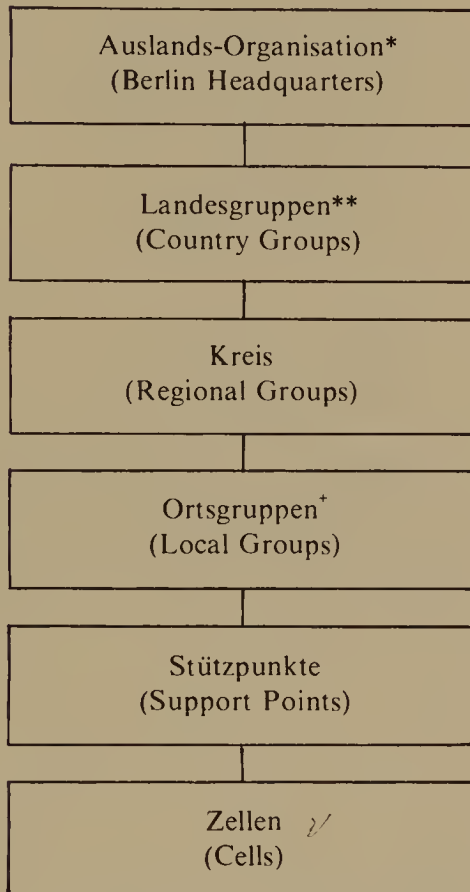 Auslands-Organisation*
(Berlin Headquarters)
Landesgruppen**
(Country Groups)
Kreis
(Regional Groups)
Ortsgruppen⁺
(Local Groups)
Stützpunkte
(Support Points)
Zellen
(Cells)